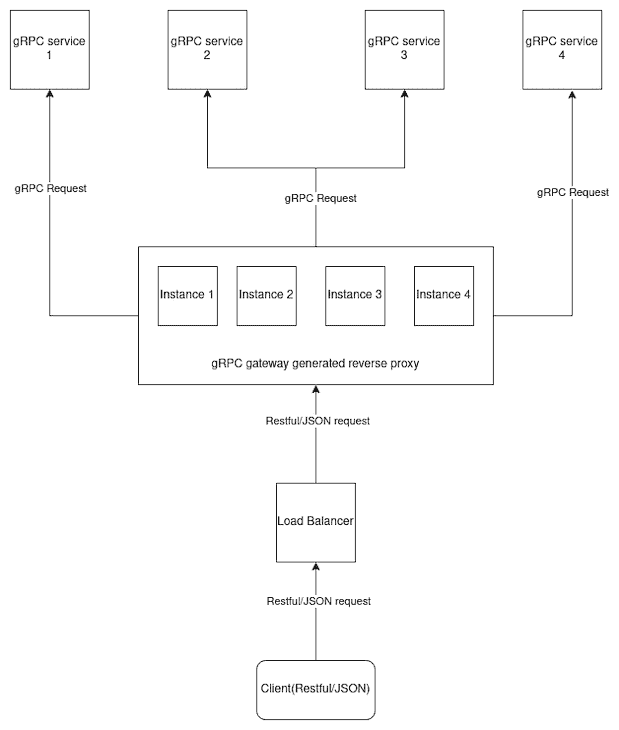 gRPC service
1
gRPC service
2
gRPC service
3
gRPC service
4
gRPC Request
gRPC Request
gRPC Request
Instance 1
Instance 2
Instance 3
Instance 4
gRPC gateway generated reverse proxy
Restful/JSON request
Load Balancer
Restful/JSON request
Client(Restful/JSON)